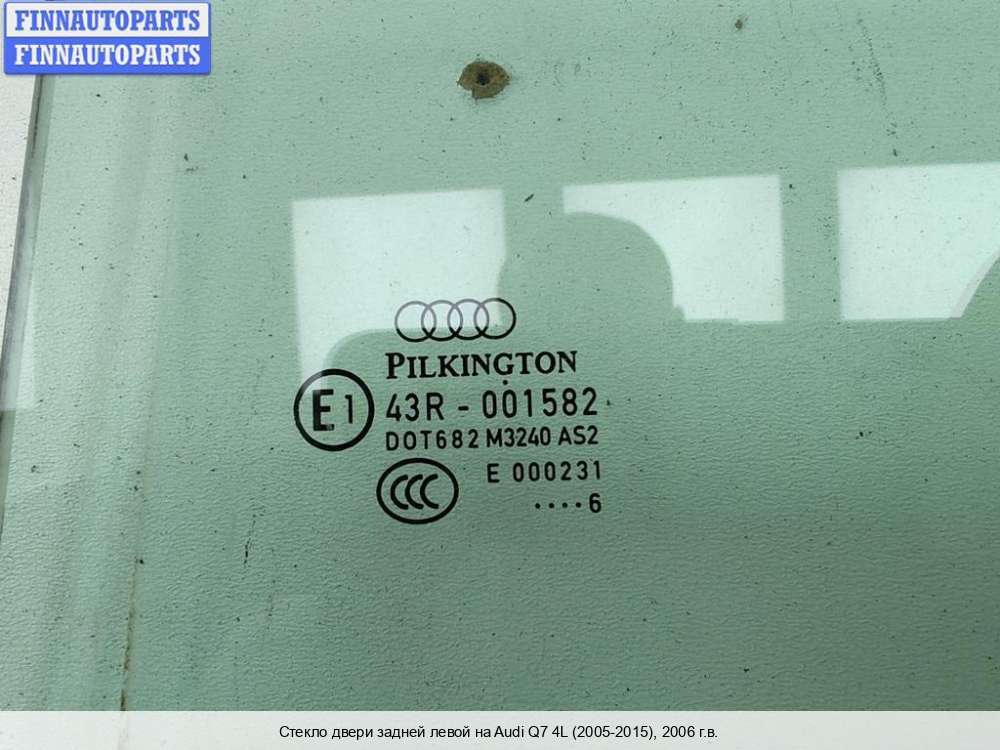 FINNAUTOPARTS
FINNAUTOPARTS
PILKINGTON
E1 43R - 001582
DOT682 M3240 AS2
CCC E 000231
....6
Стекло двери задней левой на Audi Q7 4L (2005-2015), 2006 г.в.